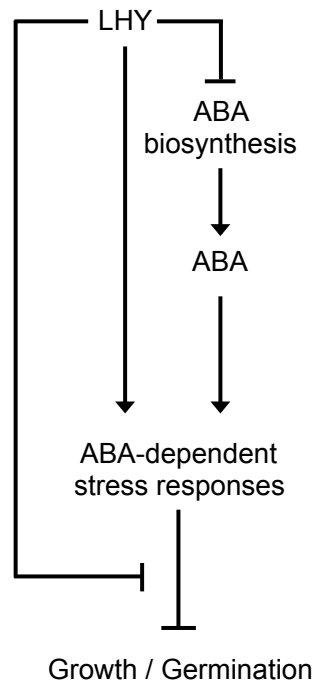 LHY
ABA
biosynthesis
ABA
ABA-dependent
stress responses
Growth / Germination